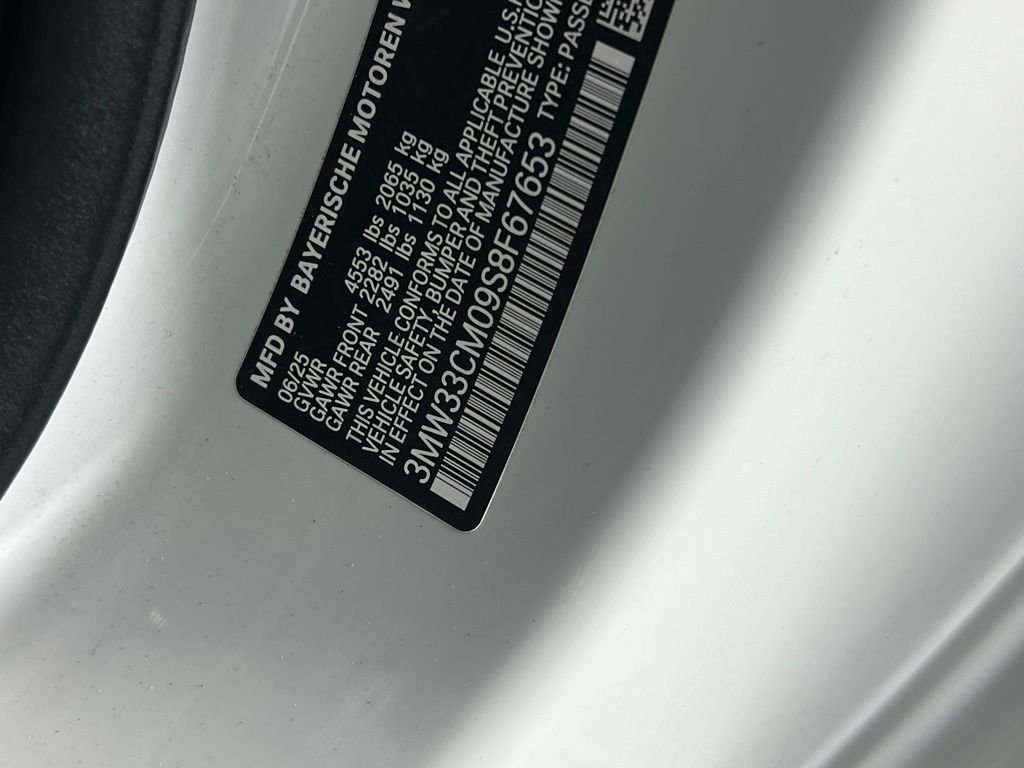 MFD BY BAYERISCHE MOTOREN
06/25
GVWR 4553 lbs 2065 kg
GAWR FRONT 2282 lbs 1035 kg
GAWR REAR 2491 lbs 1130 kg
THIS VEHICLE CONFORMS TO ALL APPLICABLE U.S.
VEHICLE SAFETY, BUMPER AND THEFT PREVENTION
IN EFFECT ON THE DATE OF MANUFACTURE SHOWN
3MW33CM09S8F67653 TYPE: